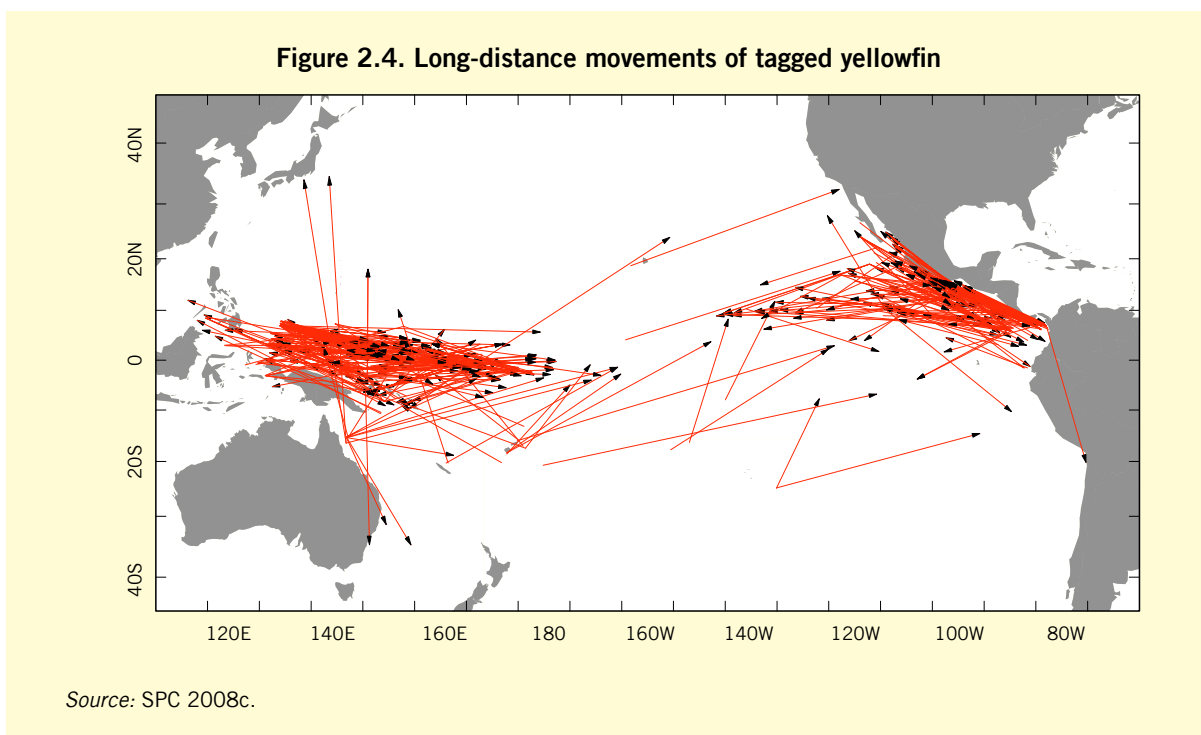 Figure 2.4. Long-distance movements of tagged yellowfin
40N
20N
0
20S
40S
120E 140E 160E 180 160W 140W 120W 100W 80W
Source: SPC 2008c.